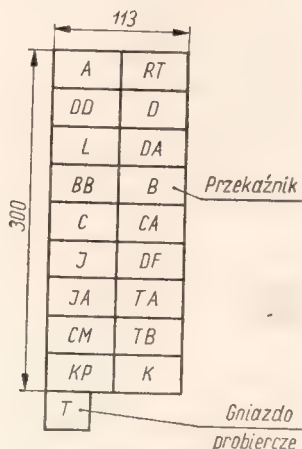 113
300
A RT
DD D
L DA
BB B Przekaźnik
C CA
J DF
JA TA
CM TB
KP K
T Gniazdo
probiercze